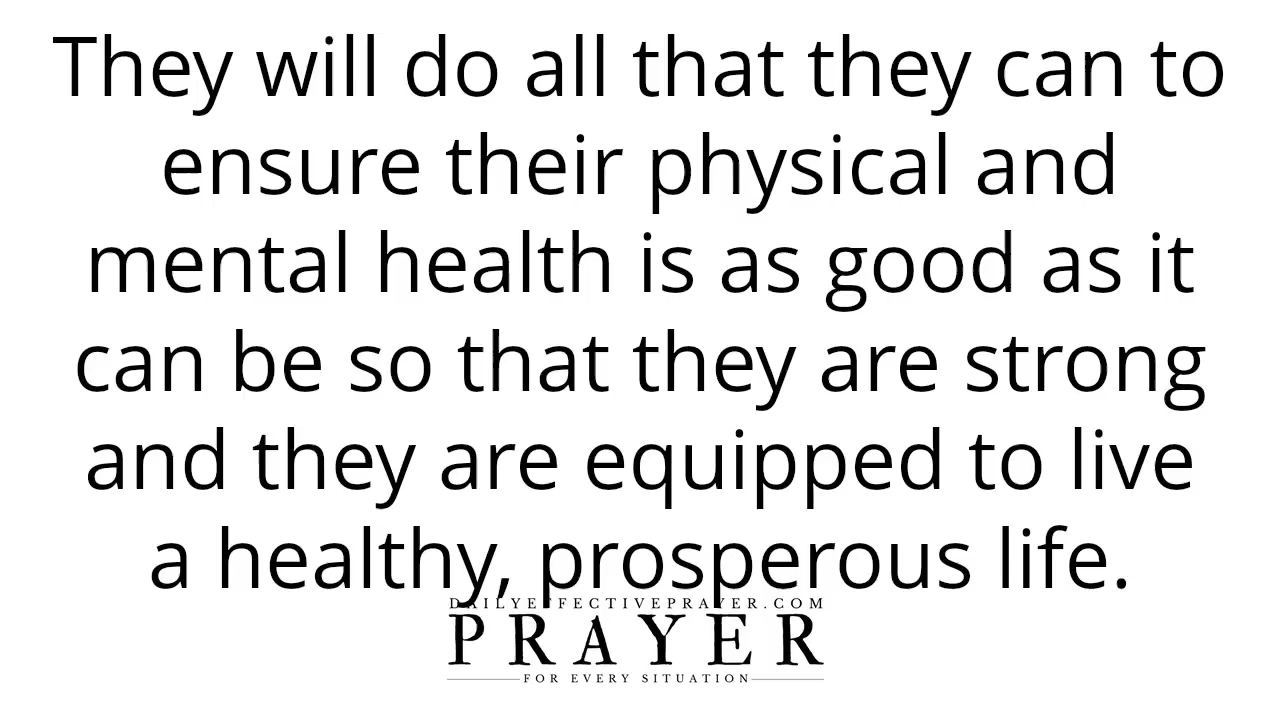 They will do all that they can to
ensure their physical and
mental health is as good as it
can be so that they are strong
and they are equipped to live
a healthy, prosperous life.
DAILYEFFECTIVEPRAYER.COM
PRAYER
FOR EVERY SITUATION